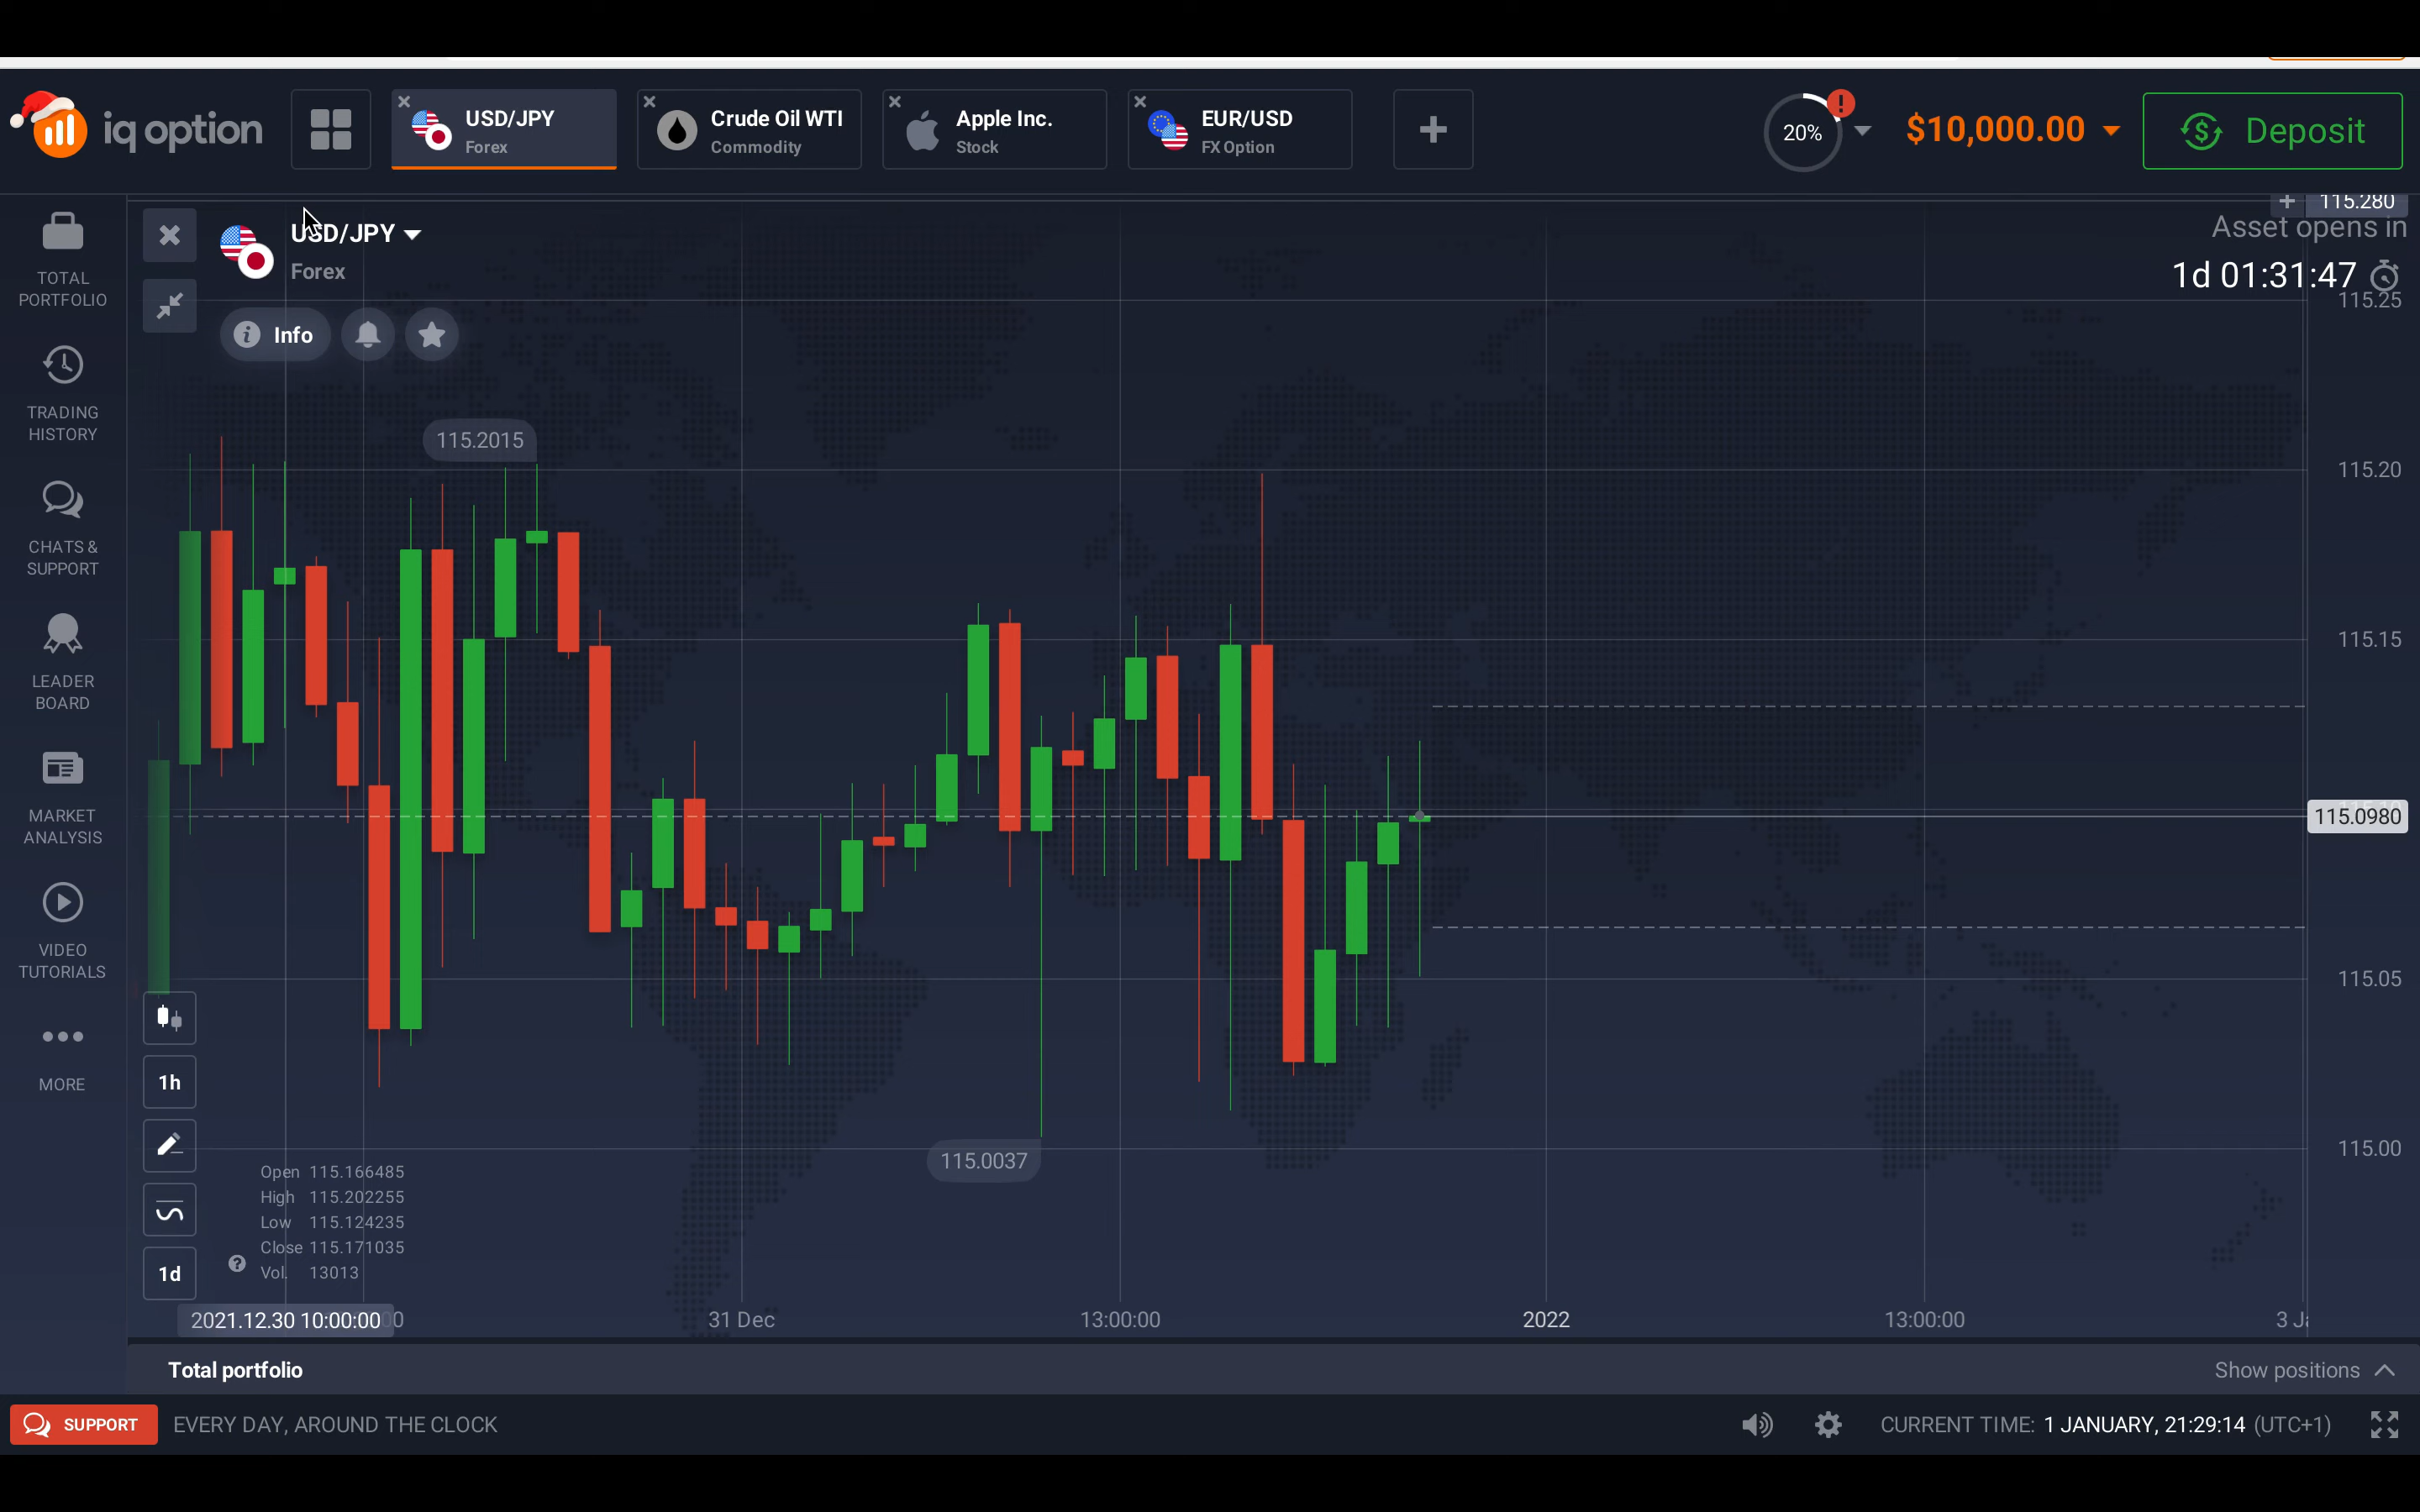 iq option
USD/JPY
Forex
Crude Oil WTI
Commodity
Apple Inc.
Stock
EUR/USD
FX Option
20%
!
$10,000.00
Deposit
TOTAL
PORTFOLIO
TRADING
HISTORY
CHATS &
SUPPORT
LEADER
BOARD
MARKET
ANALYSIS
VIDEO
TUTORIALS
MORE
USD/JPY
Forex
Info
115.280
Asset opens in
1d 01:31:47
115.25
115.20
115.15
115.0980
115.05
115.00
115.2015
115.0037
1h
1d
Open 115.166485
High 115.202255
Low 115.124235
Close 115.171035
Vol. 13013
2021.12.30 10:00:00
31 Dec
13:00:00
2022
13:00:00
Total portfolio
Show positions
SUPPORT
EVERY DAY, AROUND THE CLOCK
CURRENT TIME: 1 JANUARY, 21:29:14 (UTC+1)